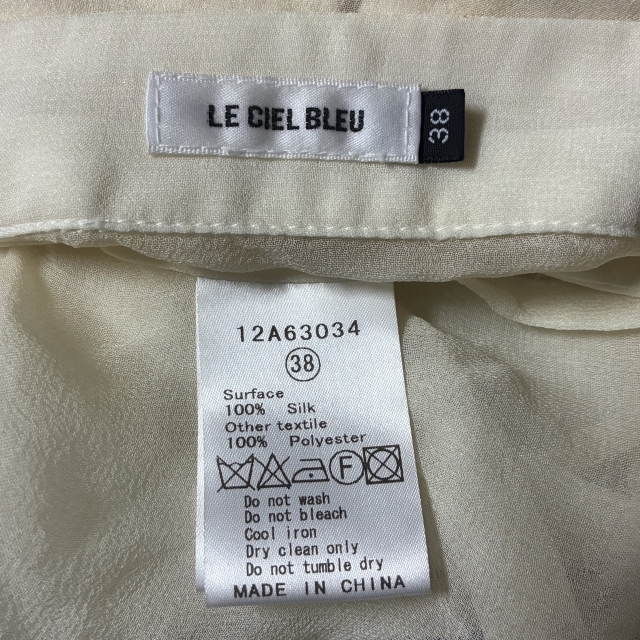 LE CIEL BLEU
38
12A63034
38
Surface
100% Silk
Other textile
100% Polyester
F
Do not wash
Do not bleach
Cool iron
Dry clean only
Do not tumble dry
MADE IN CHINA